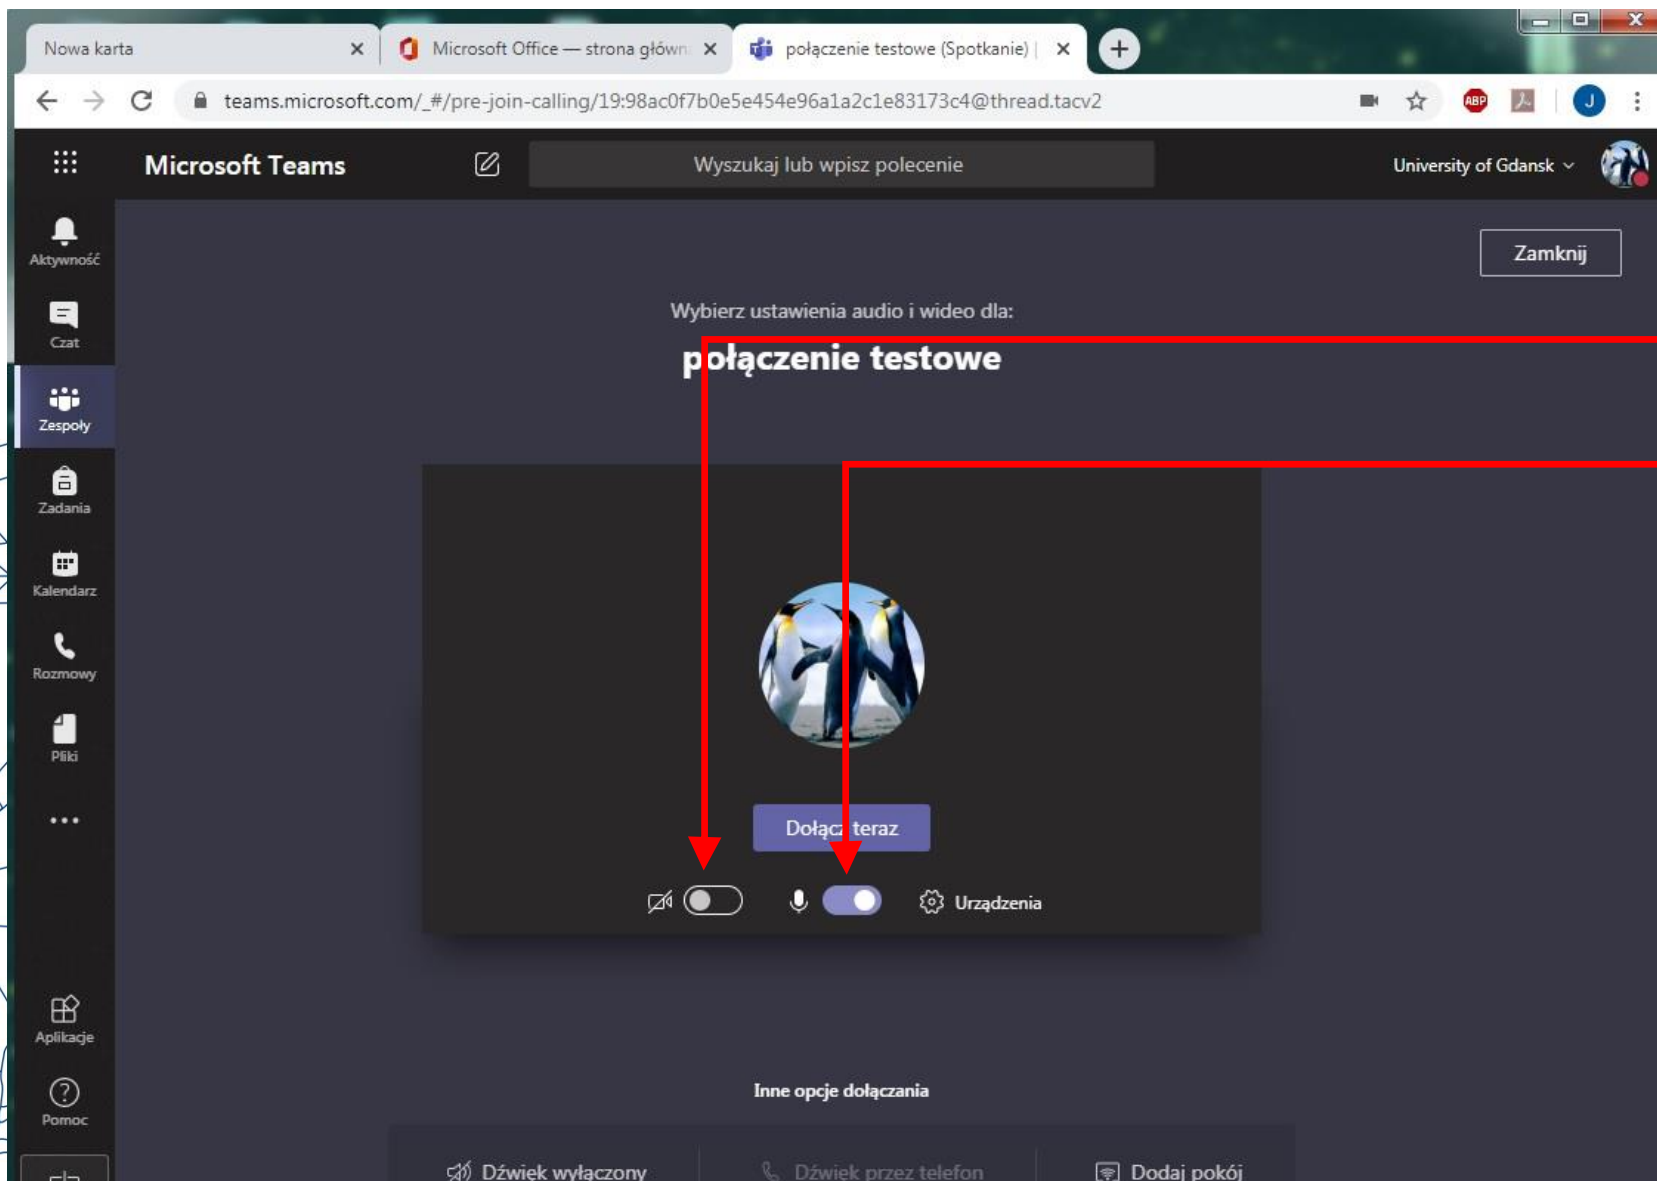 Nowa karta
Microsoft Office — strona główn
połączenie testowe (Spotkanie) |
teams.microsoft.com/_#/pre-join-calling/19:98ac0f7b0e5e454e96a1a2c1e83173c4@thread.tacv2
ABP
J
Microsoft Teams
Wyszukaj lub wpisz polecenie
University of Gdansk
Aktywność
Czat
Zespoły
Zadania
Kalendarz
Rozmowy
Pliki
Aplikacje
Pomoc
Zamknij
Wybierz ustawienia audio i wideo dla:
połączenie testowe
Dołącz teraz
Urządzenia
Inne opcje dołączania
Dźwięk wyłączony
Dźwięk przez telefon
Dodaj pokój